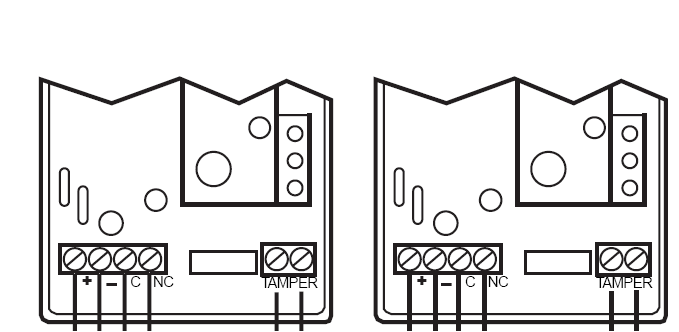 + – C NC TAMPER + – C NC TAMPER